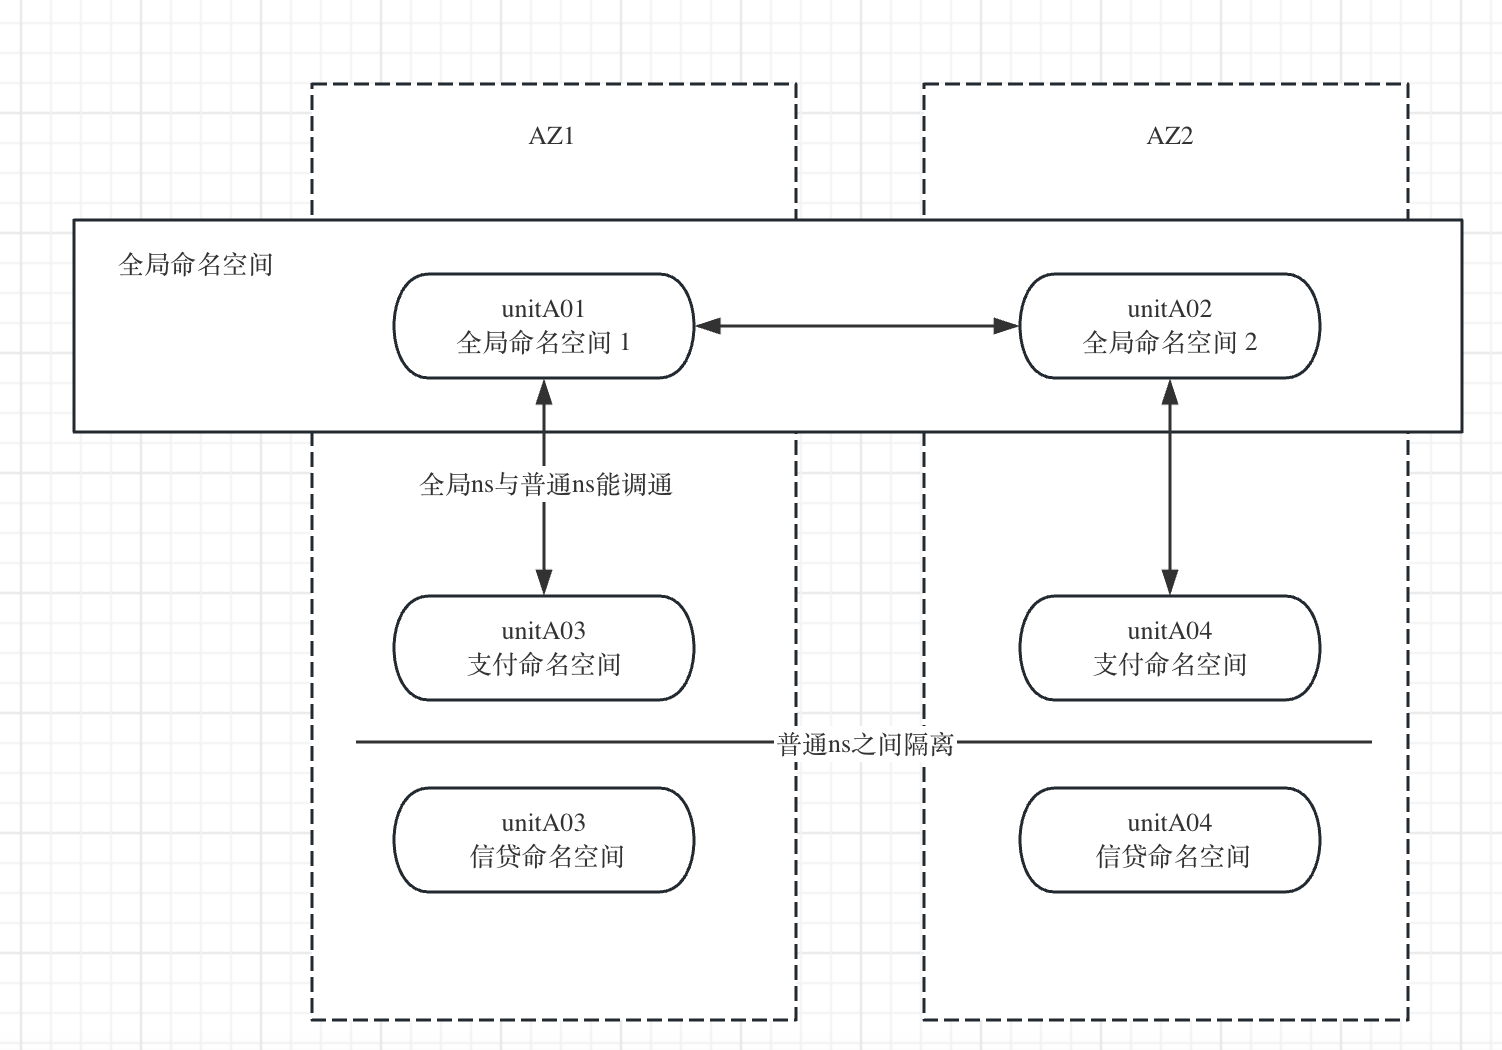 AZ1
AZ2
全局命名空间
unitA01
全局命名空间 1
unitA02
全局命名空间 2
全局ns与普通ns能调通
unitA03
支付命名空间
unitA04
支付命名空间
普通ns之间隔离
unitA03
信贷命名空间
unitA04
信贷命名空间